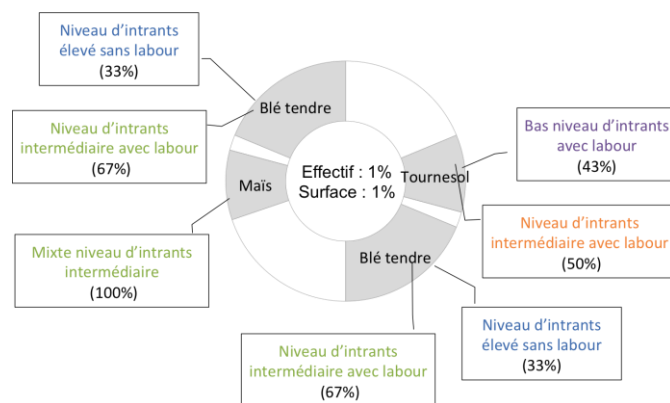 Niveau d'intrants
élevé sans labour
(33%)
Blé tendre
Niveau d'intrants
intermédiaire avec labour
(67%)
Bas niveau d'intrants
avec labour
(43%)
Effectif : 1%
Surface : 1%
Tournesol
Maïs
Niveau d'intrants
intermédiaire avec labour
(50%)
Mixte niveau d'intrants
intermédiaire
(100%)
Blé tendre
Niveau d'intrants
élevé sans labour
(33%)
Niveau d'intrants
intermédiaire avec labour
(67%)